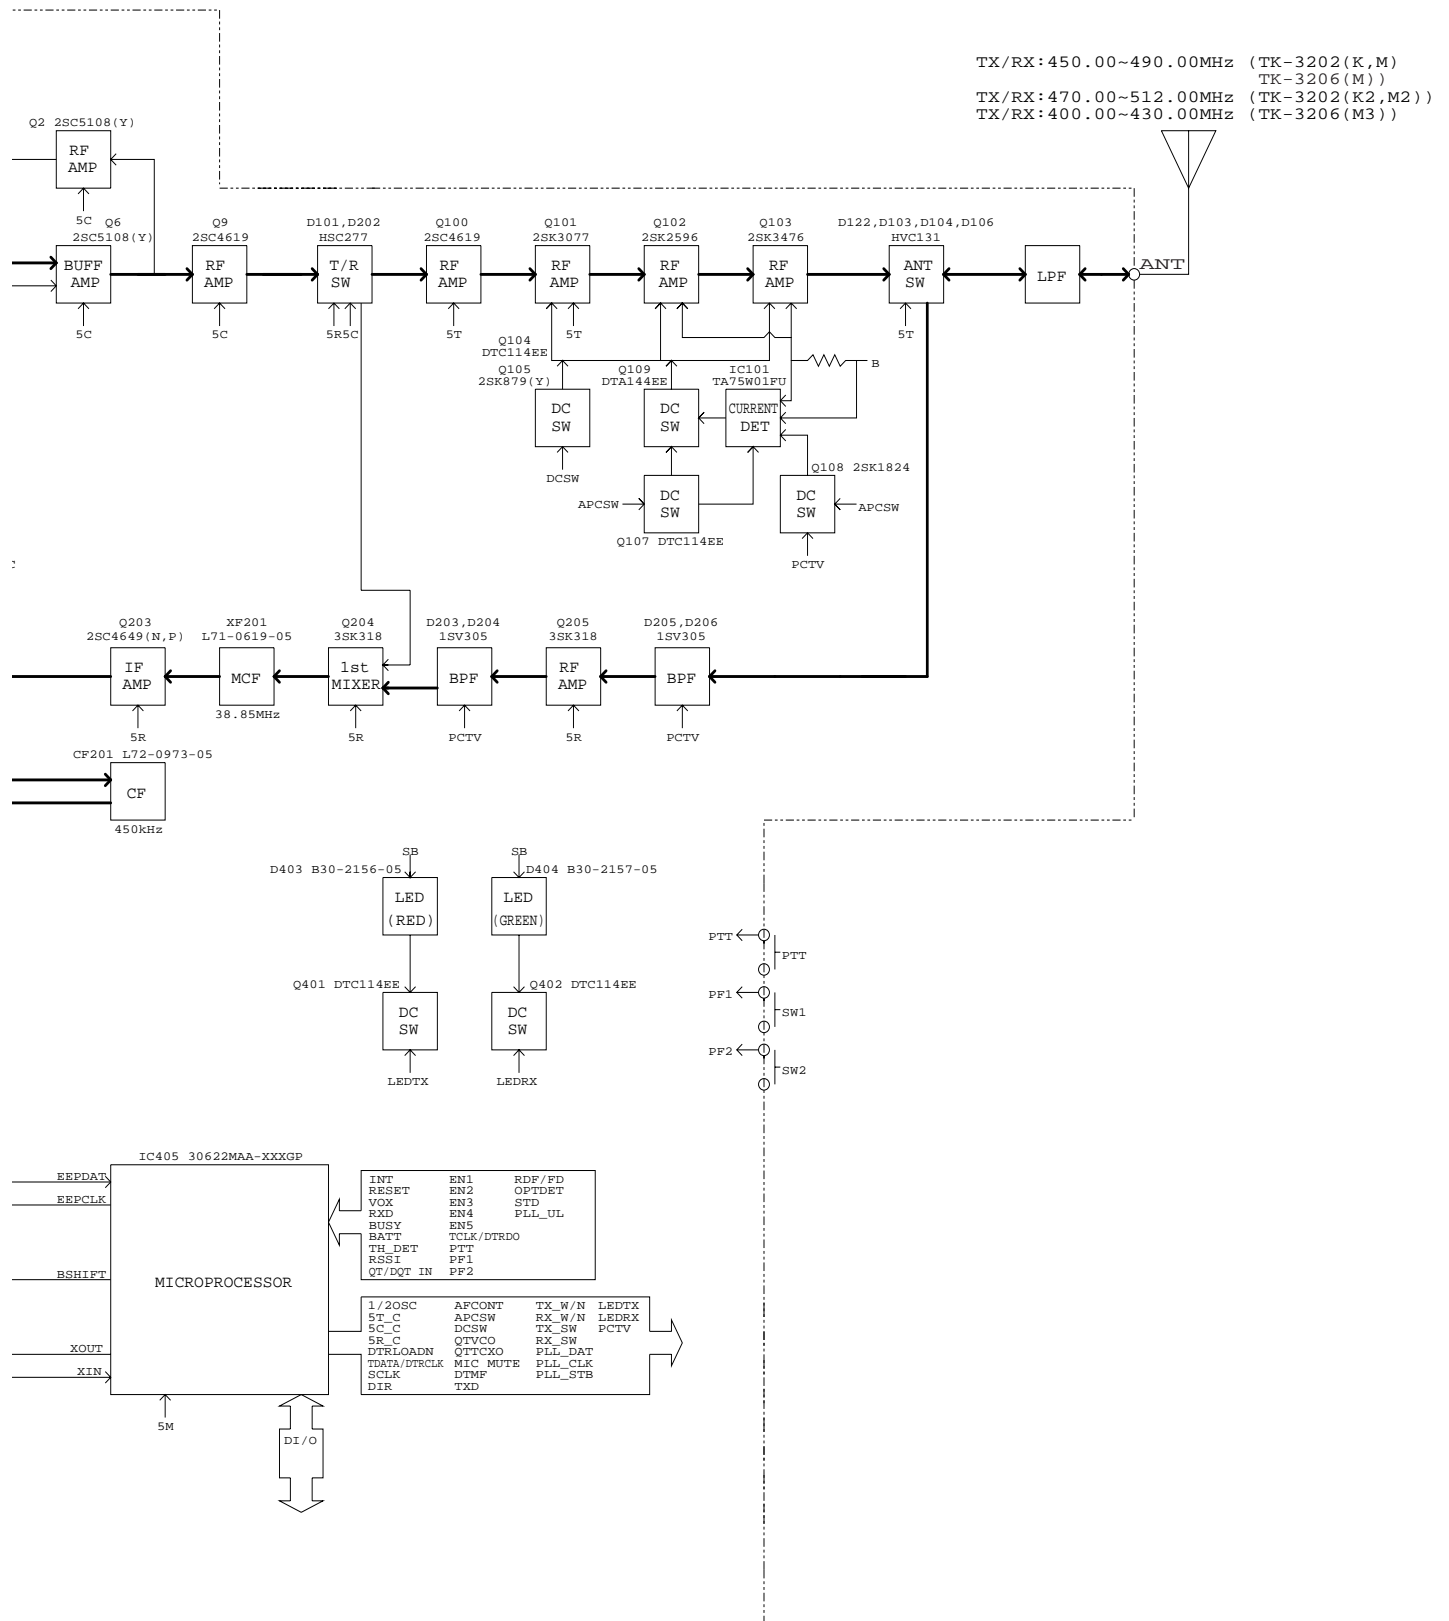 TX/RX:450.00~490.00MHz (TK-3202(K,M)
TK-3206(M))
TX/RX:470.00~512.00MHz (TK-3202(K2,M2))
TX/RX:400.00~430.00MHz (TK-3206(M3))
Q2 2SC5108(Y)
RF
AMP
5C
Q6
2SC5108(Y)
BUFF
AMP
5C
Q9
2SC4619
RF
AMP
5C
D101,D202
HSC277
T/R
SW
5R5C
Q100
2SC4619
RF
AMP
5T
Q101
2SK3077
RF
AMP
5T
Q102
2SK2596
RF
AMP
Q103
2SK3476
RF
AMP
D122,D103,D104,D106
HVC131
ANT
SW
5T
LPF
ANT
Q104
DTC114EE
Q105
2SK879(Y)
DC
SW
DCSW
Q109
DTA144EE
DC
SW
IC101
TA75W01FU
CURRENT
DET
B
APCSW
DC
SW
Q107 DTC114EE
Q108 2SK1824
DC
SW
APCSW
PCTV
Q203
2SC4649(N,P)
IF
AMP
5R
XF201
L71-0619-05
MCF
38.85MHz
Q204
3SK318
1st
MIXER
5R
D203,D204
1SV305
BPF
PCTV
Q205
3SK318
RF
AMP
5R
D205,D206
1SV305
BPF
PCTV
CF201 L72-0973-05
CF
450kHz
SB
D403 B30-2156-05
LED
(RED)
Q401 DTC114EE
DC
SW
LEDTX
SB
D404 B30-2157-05
LED
(GREEN)
Q402 DTC114EE
DC
SW
LEDRX
PTT
PTT
PF1
SW1
PF2
SW2
IC405 30622MAA-XXXGP
EEPDAT
EEPCLK
BSHIFT
XOUT
XIN
MICROPROCESSOR
5M
DI/O
INT EN1 RDF/FD
RESET EN2 OPTDET
VOX EN3 STD
RXD EN4 PLL_UL
BUSY EN5
BATT TCLK/DTRDO
TH_DET PTT
RSSI PF1
QT/DQT IN PF2
1/2OSC AFCONT TX_W/N LEDTX
5T_C APCSW RX_W/N LEDRX
5C_C DCSW TX_SW PCTV
5R_C QTVCO RX_SW
DTRLOADN QTTCXO PLL_DAT
TDATA/DTRCLK MIC MUTE PLL_CLK
SCLK DTMF PLL_STB
DIR TXD